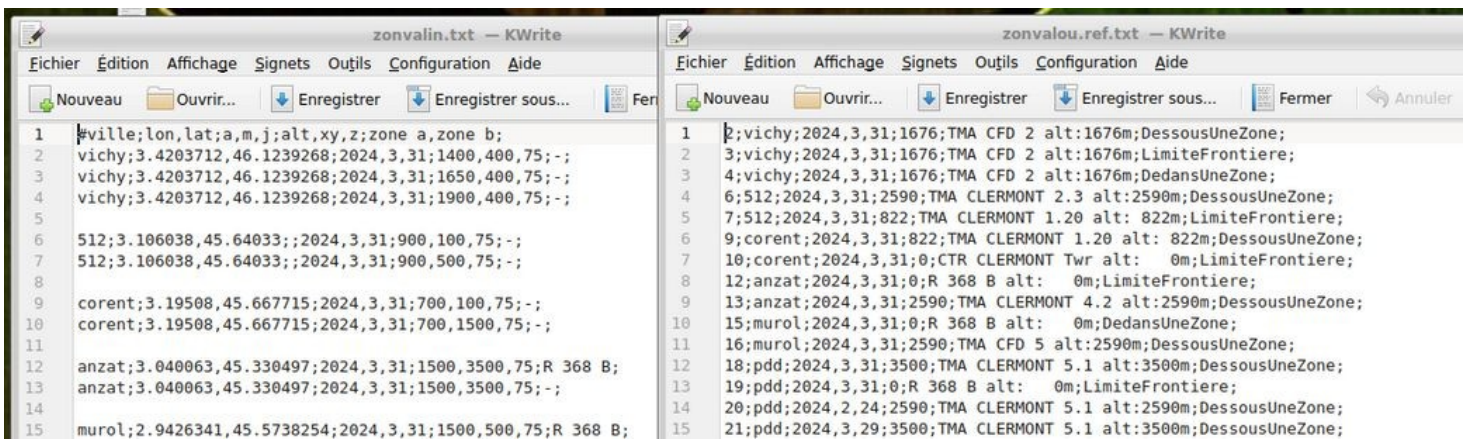 zonvalin.txt — KWrite
Fichier Édition Affichage Signets Outils Configuration Aide
Nouveau Ouvrir... Enregistrer Enregistrer sous... Fer
1 #ville;lon,lat;a,m,j;alt,xy,z;zone a,zone b;
2 vichy;3.4203712,46.1239268;2024,3,31;1400,400,75;-;
3 vichy;3.4203712,46.1239268;2024,3,31;1650,400,75;-;
4 vichy;3.4203712,46.1239268;2024,3,31;1900,400,75;-;
5
6 512;3.106038,45.64033;;2024,3,31;900,100,75;-;
7 512;3.106038,45.64033;;2024,3,31;900,500,75;-;
8
9 corent;3.19508,45.667715;2024,3,31;700,100,75;-;
10 corent;3.19508,45.667715;2024,3,31;700,1500,75;-;
11
12 anzat;3.040063,45.330497;2024,3,31;1500,3500,75;R 368 B;
13 anzat;3.040063,45.330497;2024,3,31;1500,3500,75;-;
14
15 murol;2.9426341,45.5738254;2024,3,31;1500,500,75;R 368 B;
zonvalou.ref.txt — KWrite
Fichier Édition Affichage Signets Outils Configuration Aide
Nouveau Ouvrir... Enregistrer Enregistrer sous... Fermer Annuler
1 2;vichy;2024,3,31;1676;TMA CFD 2 alt:1676m;DessousUneZone;
2 3;vichy;2024,3,31;1676;TMA CFD 2 alt:1676m;LimiteFrontiere;
3 4;vichy;2024,3,31;1676;TMA CFD 2 alt:1676m;DedansUneZone;
4 6;512;2024,3,31;2590;TMA CLERMONT 2.3 alt:2590m;DessousUneZone;
5 7;512;2024,3,31;822;TMA CLERMONT 1.20 alt: 822m;LimiteFrontiere;
6 9;corent;2024,3,31;822;TMA CLERMONT 1.20 alt: 822m;DessousUneZone;
7 10;corent;2024,3,31;0;CTR CLERMONT Twr alt:   0m;LimiteFrontiere;
8 12;anzat;2024,3,31;0;R 368 B alt:   0m;LimiteFrontiere;
9 13;anzat;2024,3,31;2590;TMA CLERMONT 4.2 alt:2590m;DessousUneZone;
10 15;murol;2024,3,31;0;R 368 B alt:   0m;DedansUneZone;
11 16;murol;2024,3,31;2590;TMA CFD 5 alt:2590m;DessousUneZone;
12 18;pdd;2024,3,31;3500;TMA CLERMONT 5.1 alt:3500m;DessousUneZone;
13 19;pdd;2024,3,31;0;R 368 B alt:   0m;LimiteFrontiere;
14 20;pdd;2024,2,24;2590;TMA CLERMONT 5.1 alt:2590m;DessousUneZone;
15 21;pdd;2024,3,29;3500;TMA CLERMONT 5.1 alt:3500m;DessousUneZone;